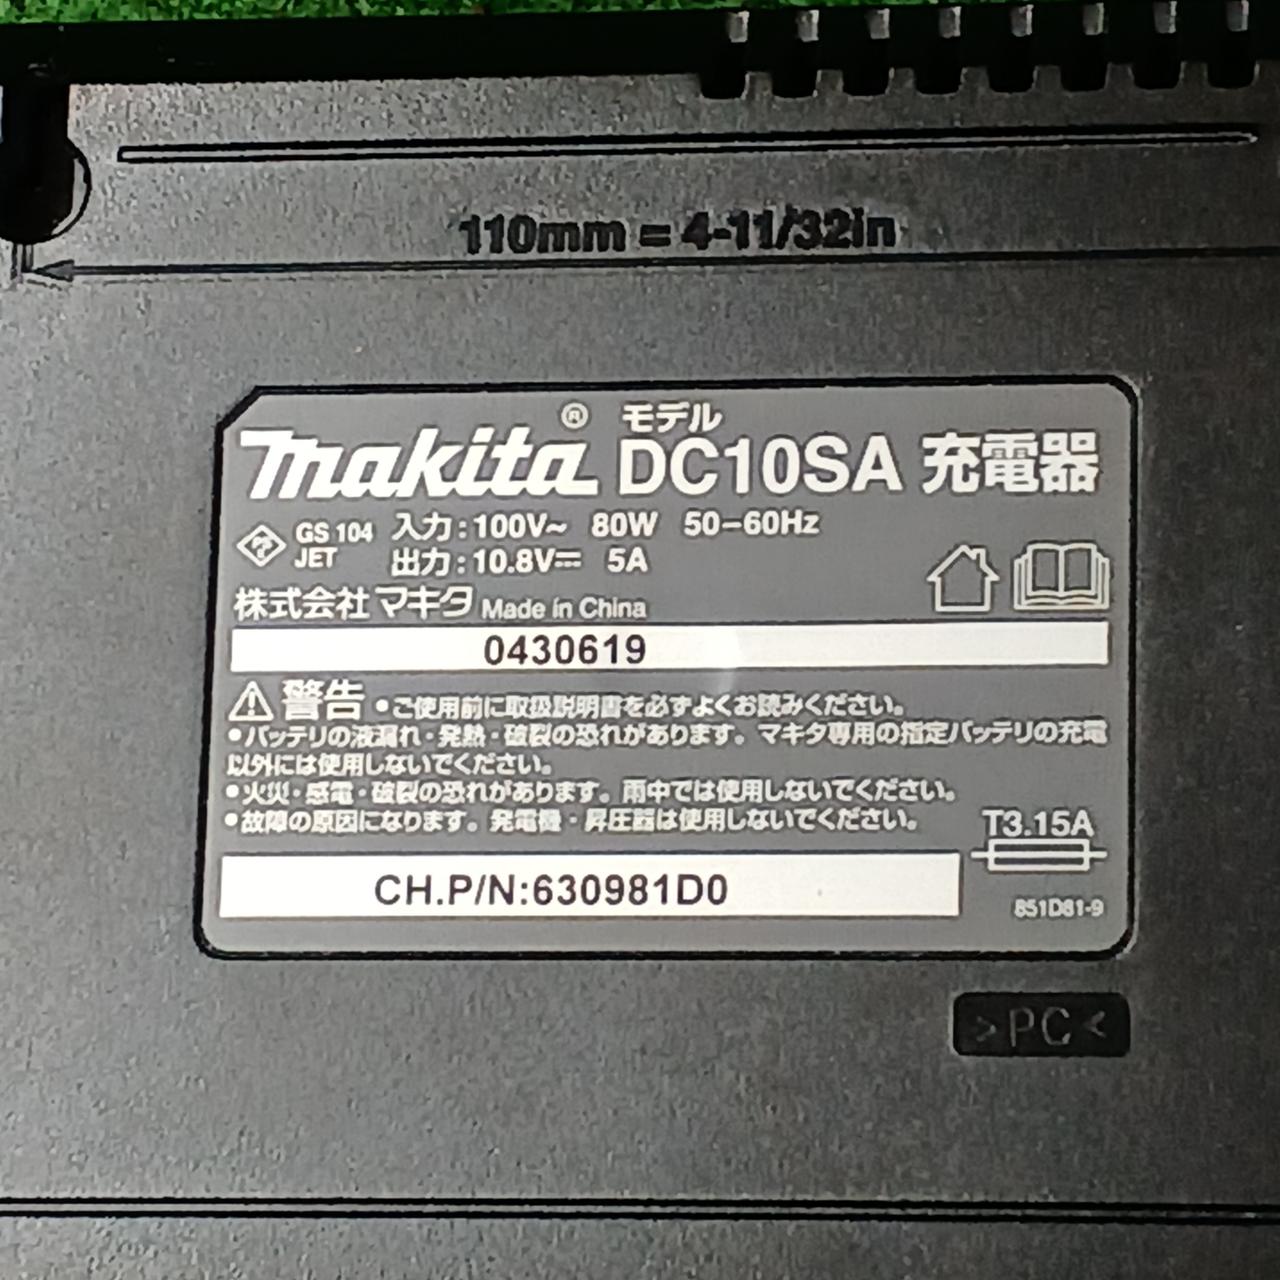 110mm = 4-11/32in
makita® モデル DC10SA 充電器
PS E GS 104 JET
入力:100V~ 80W 50-60Hz
出力:10.8V⎓ 5A
株式会社マキタ Made in China
0430619
⚠警告 •ご使用前に取扱説明書を必ずよくお読みください。
•バッテリの液漏れ・発熱・破裂の恐れがあります。マキタ専用の指定バッテリの充電
以外には使用しないでください。
•火災・感電・破裂の恐れがあります。雨中では使用しないでください。
•故障の原因になります。発電機・昇圧器は使用しないでください。
T3.15A
CH.P/N:630981D0
851D81-9
>PC<